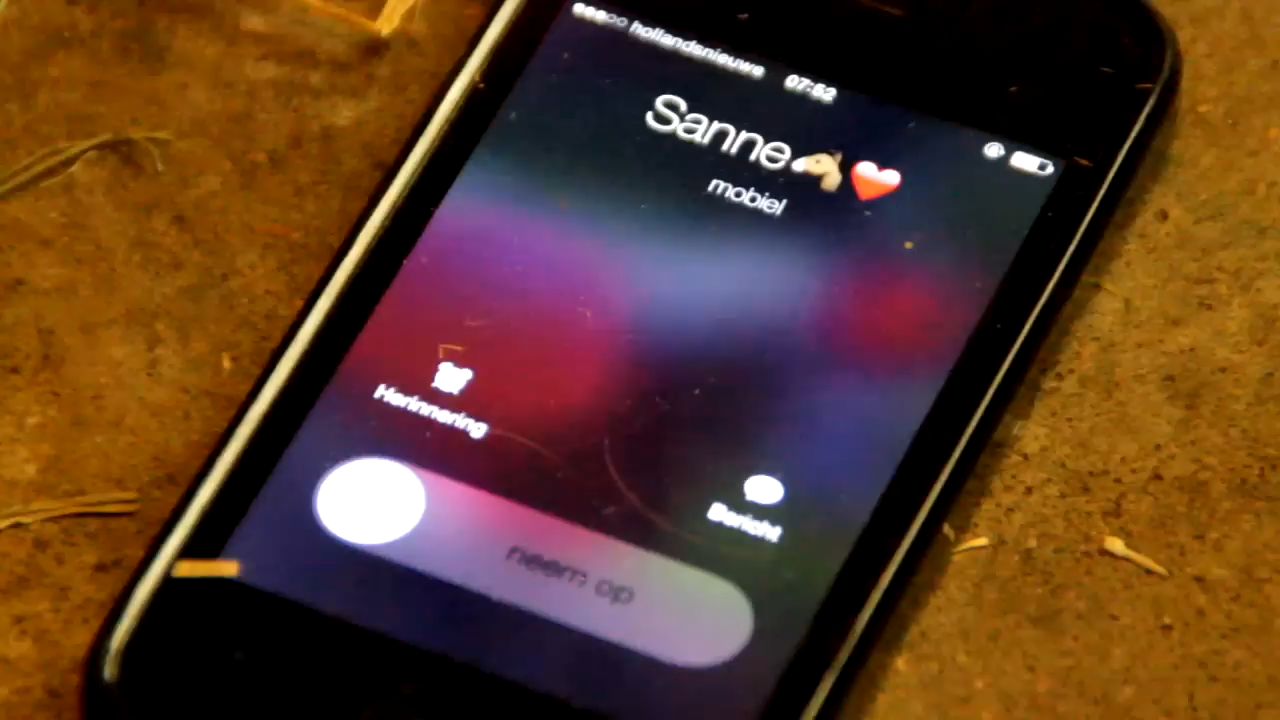 hollandsnieuwe 07:52
Sanne🐴❤️
mobiel
Herinnering
Bericht
neem op